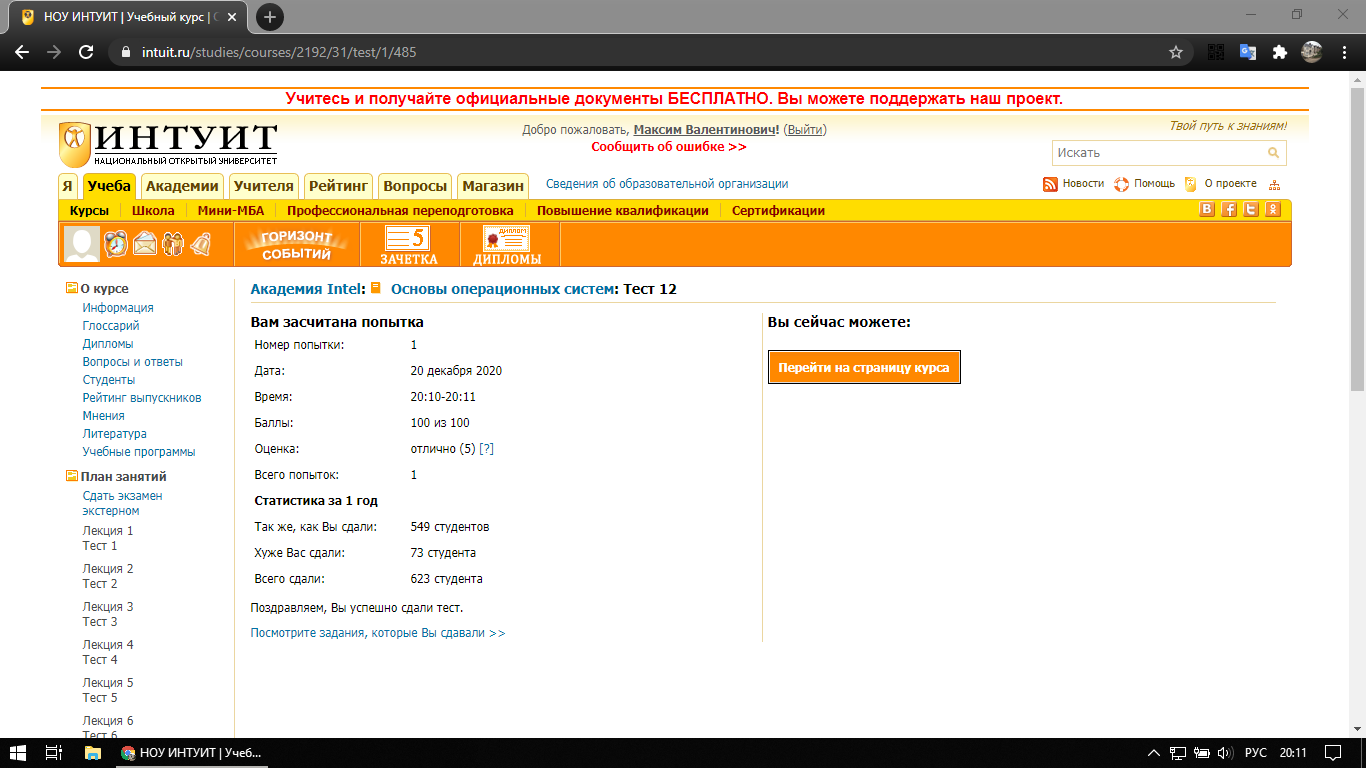 НОУ ИНТУИТ | Учебный курс |
intuit.ru/studies/courses/2192/31/test/1/485
Учитесь и получайте официальные документы БЕСПЛАТНО. Вы можете поддержать наш проект.
ИНТУИТ
НАЦИОНАЛЬНЫЙ ОТКРЫТЫЙ УНИВЕРСИТЕТ
Добро пожаловать, Максим Валентинович! (Выйти)
Сообщить об ошибке >>
Твой путь к знаниям!
Искать
Я Учеба Академии Учителя Рейтинг Вопросы Магазин Сведения об образовательной организации
Новости Помощь О проекте
Курсы Школа Мини-МБА Профессиональная переподготовка Повышение квалификации Сертификации
ГОРИЗОНТ СОБЫТИЙ
5
ЗАЧЕТКА
ДИПЛОМ
ДИПЛОМЫ
О курсе
Информация
Глоссарий
Дипломы
Вопросы и ответы
Студенты
Рейтинг выпускников
Мнения
Литература
Учебные программы
План занятий
Сдать экзамен
экстерном
Лекция 1
Тест 1
Лекция 2
Тест 2
Лекция 3
Тест 3
Лекция 4
Тест 4
Лекция 5
Тест 5
Лекция 6
Тест 6
Академия Intel: Основы операционных систем: Тест 12
Вам засчитана попытка
Номер попытки: 1
Дата: 20 декабря 2020
Время: 20:10-20:11
Баллы: 100 из 100
Оценка: отлично (5) [?]
Всего попыток: 1
Статистика за 1 год
Так же, как Вы сдали: 549 студентов
Хуже Вас сдали: 73 студента
Всего сдали: 623 студента
Поздравляем, Вы успешно сдали тест.
Посмотрите задания, которые Вы сдавали >>
Вы сейчас можете:
Перейти на страницу курса
НОУ ИНТУИТ | Учеб...
РУС 20:11